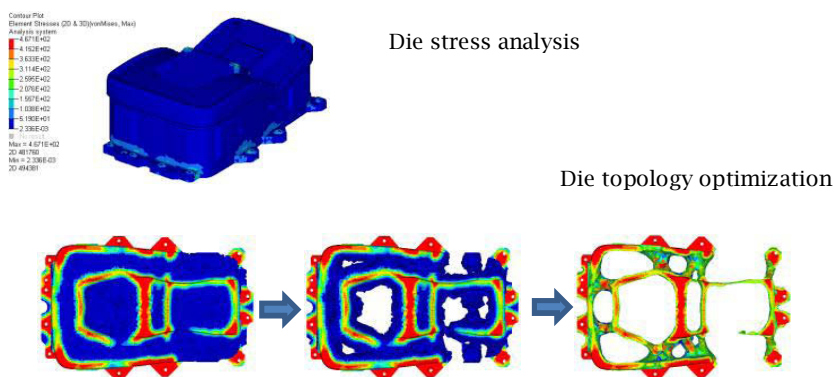 Contour Plot
Element Stresses (2D & 3D)(vonMises, Max)
Analysis system
4.671E+02
4.152E+02
3.633E+02
3.114E+02
2.595E+02
2.076E+02
1.557E+02
1.038E+02
5.190E+01
2.336E-03
No result
Max = 4.671E+02
2D 481760
Min = 2.336E-03
2D 494381
Die stress analysis
Die topology optimization